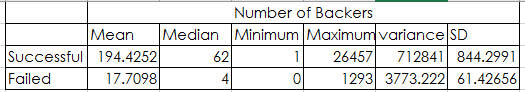 Number of Backers
Mean Median Minimum Maximum variance SD
Successful 194.4252 62 1 26457 712841 844.2991
Failed 17.7098 4 0 1293 3773.222 61.42656